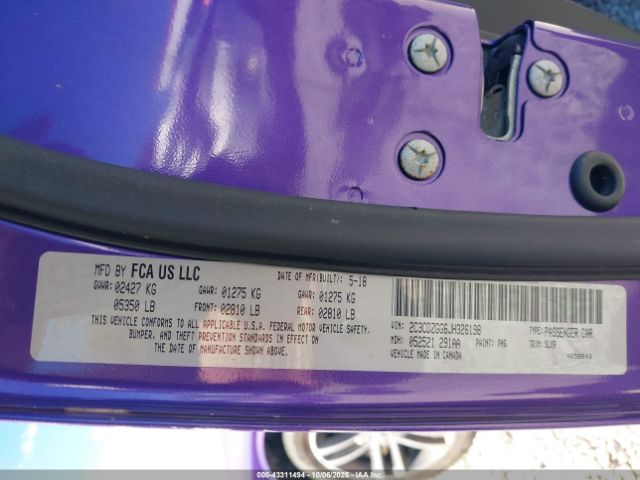 MFD BY FCA US LLC
DATE OF MFR(BUILT): 5-18
GVWR: 02427 KG
GAWR: 01275 KG
GAWR: 01275 KG
05350 LB
FRONT: 02810 LB
REAR: 02810 LB
THIS VEHICLE CONFORMS TO ALL APPLICABLE U.S.A. FEDERAL MOTOR VEHICLE SAFETY,
BUMPER, AND THEFT PREVENTION STANDARDS IN EFFECT ON
THE DATE OF MANUFACTURE SHOWN ABOVE.
VIN: 2C3CDZGG6JH326198
TYPE: PASSENGER CAR
MDH: 052521 291AA
PAINT: PHG
TRIM: SLX9
VEHICLE MADE IN CANADA
000-43311494 - 10/06/2025 - IAA Inc.